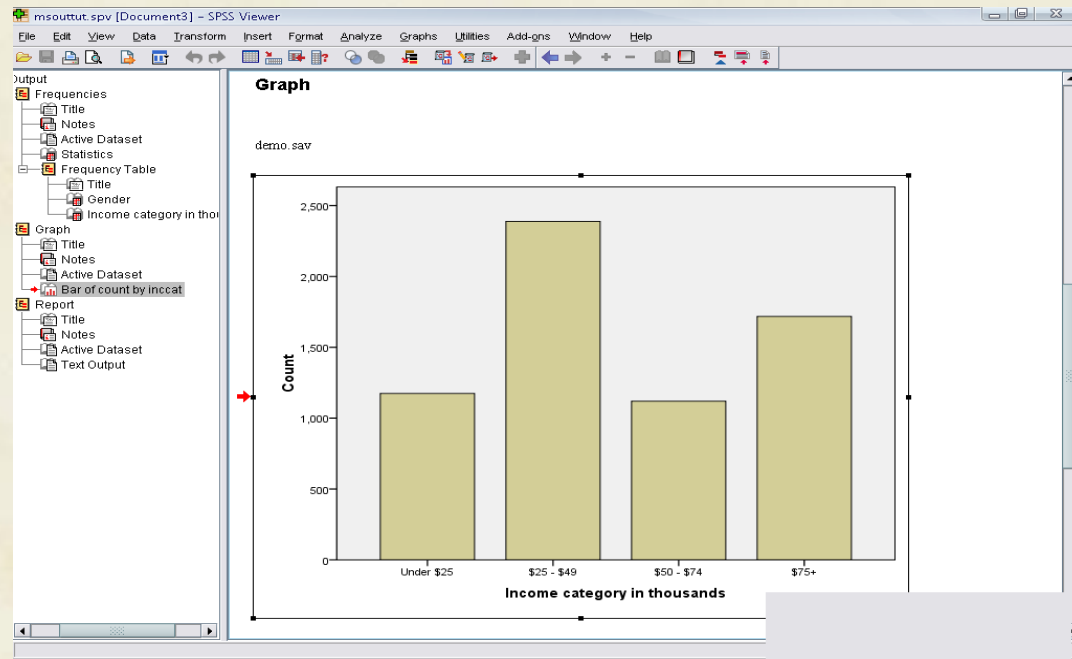 msouttut.spv [Document3] - SPSS Viewer
File Edit View Data Transform Insert Format Analyze Graphs Utilities Add-ons Window Help
Output
Frequencies
Title
Notes
Active Dataset
Statistics
Frequency Table
Title
Gender
Income category in thou
Graph
Title
Notes
Active Dataset
Bar of count by inccat
Report
Title
Notes
Active Dataset
Text Output
Graph
demo.sav
Count
2,500
2,000
1,500
1,000
500
0
Under $25 $25 - $49 $50 - $74 $75+
Income category in thousands